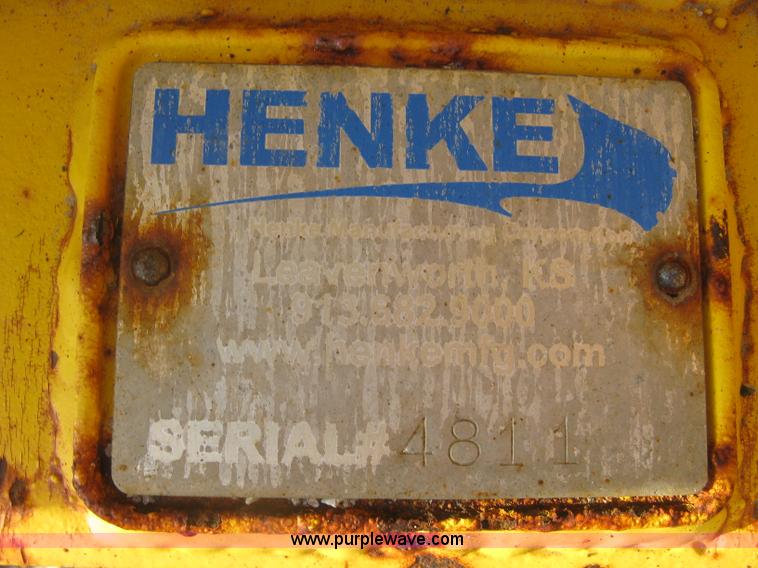 HENKE
Henke Manufacturing Corporation
Leavenworth, KS
913.682.9000
www.henkemfg.com
SERIAL# 4811
www.purplewave.com